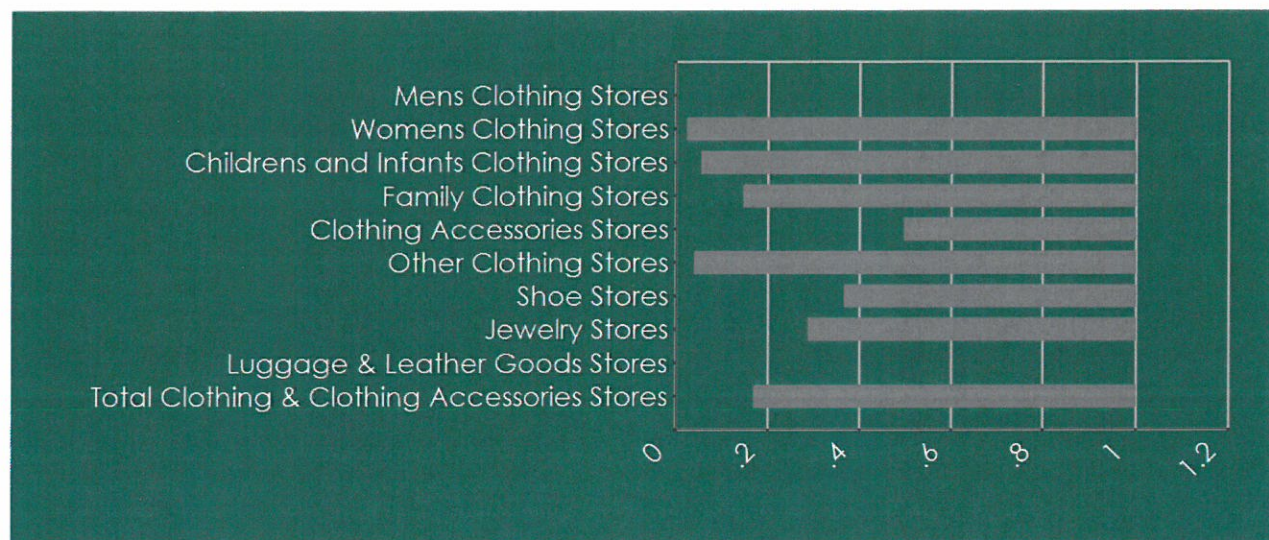 Mens Clothing Stores
Womens Clothing Stores
Childrens and Infants Clothing Stores
Family Clothing Stores
Clothing Accessories Stores
Other Clothing Stores
Shoe Stores
Jewelry Stores
Luggage & Leather Goods Stores
Total Clothing & Clothing Accessories Stores
0 .2 .4 .6 .8 1 1.2